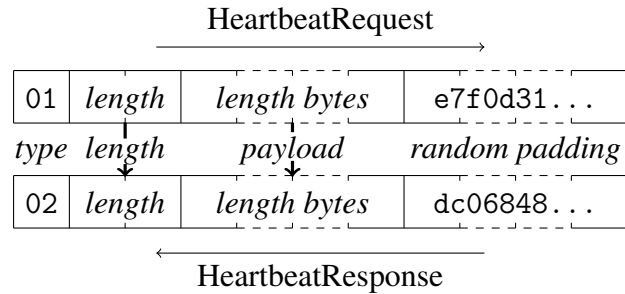 HeartbeatRequest
01 length length bytes e7f0d31...
type length payload random padding
02 length length bytes dc06848...
HeartbeatResponse